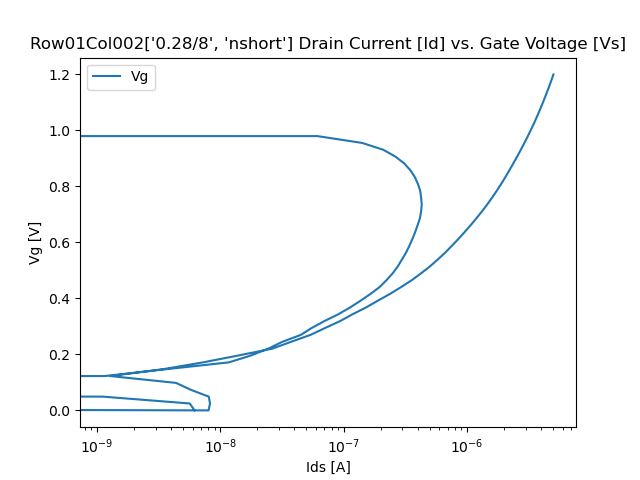 Row01Col002['0.28/8', 'nshort'] Drain Current [Id] vs. Gate Voltage [Vs]
Vg
1.2
1.0
0.8
0.6
0.4
0.2
0.0
Vg [V]
10⁻⁹ 10⁻⁸ 10⁻⁷ 10⁻⁶
Ids [A]